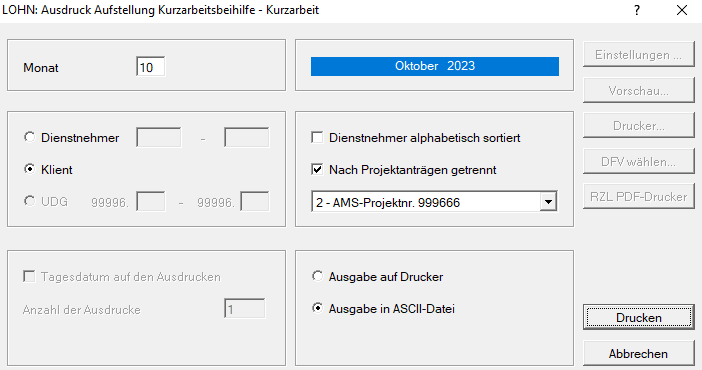 LOHN: Ausdruck Aufstellung Kurzarbeitsbeihilfe - Kurzarbeit ?
Monat 10
Oktober 2023
Einstellungen ...
Vorschau...
Drucker...
DFV wählen...
RZL PDF-Drucker
Dienstnehmer -
Klient
UDG 99996. - 99996.
Dienstnehmer alphabetisch sortiert
Nach Projektanträgen getrennt
2 - AMS-Projektnr. 999666
Tagesdatum auf den Ausdrucken
Anzahl der Ausdrucke 1
Ausgabe auf Drucker
Ausgabe in ASCII-Datei
Drucken
Abbrechen